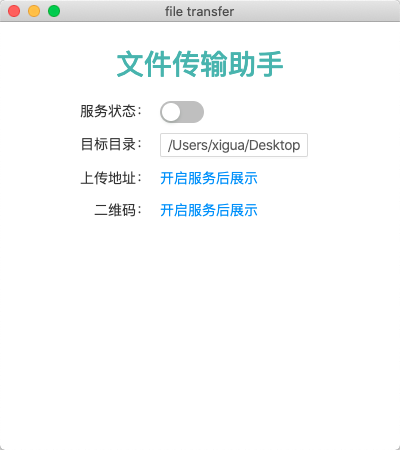 file transfer
文件传输助手
服务状态：
目标目录： /Users/xigua/Desktop
上传地址： 开启服务后展示
二维码： 开启服务后展示